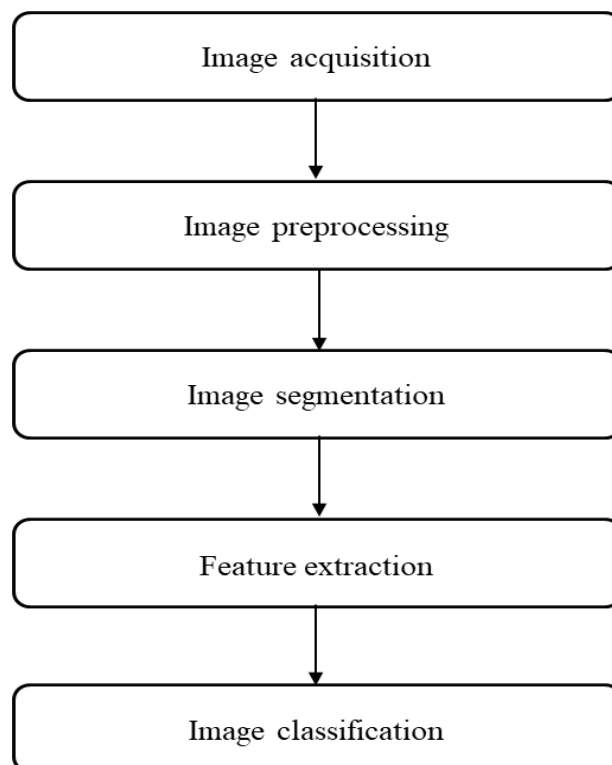 Image acquisition
Image preprocessing
Image segmentation
Feature extraction
Image classification